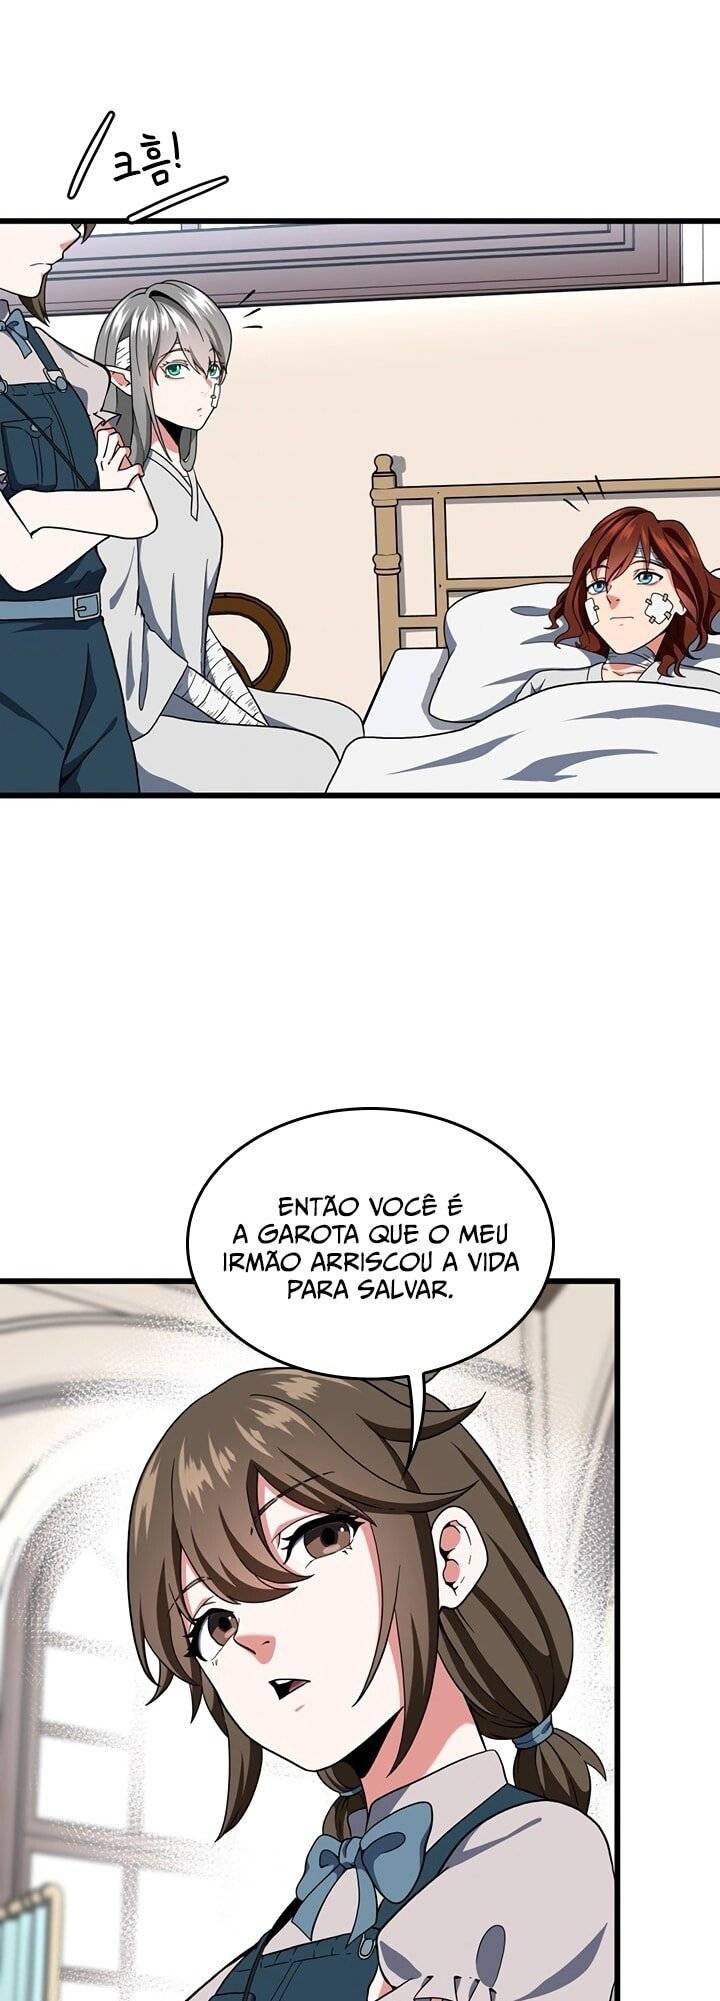 크흠!
ENTÃO VOCÊ É
A GAROTA QUE O MEU
IRMÃO ARRISCOU A VIDA
PARA SALVAR.